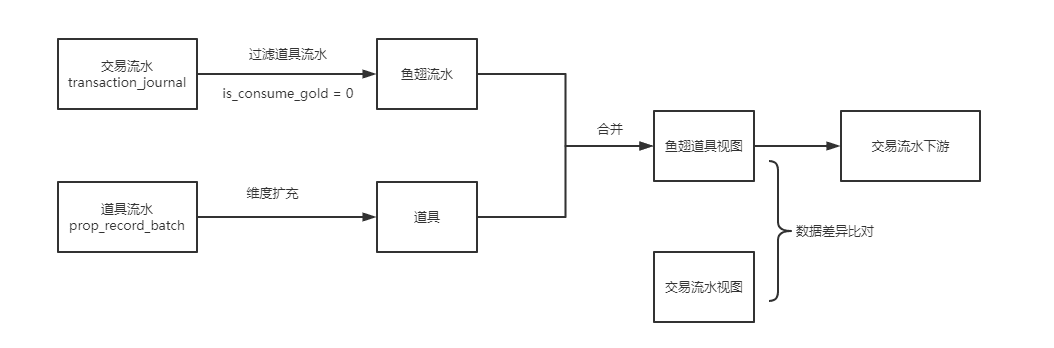 交易流水
transaction_journal
过滤道具流水
is_consume_gold = 0
鱼翅流水
道具流水
prop_record_batch
维度扩充
道具
合并
鱼翅道具视图
交易流水下游
数据差异比对
交易流水视图